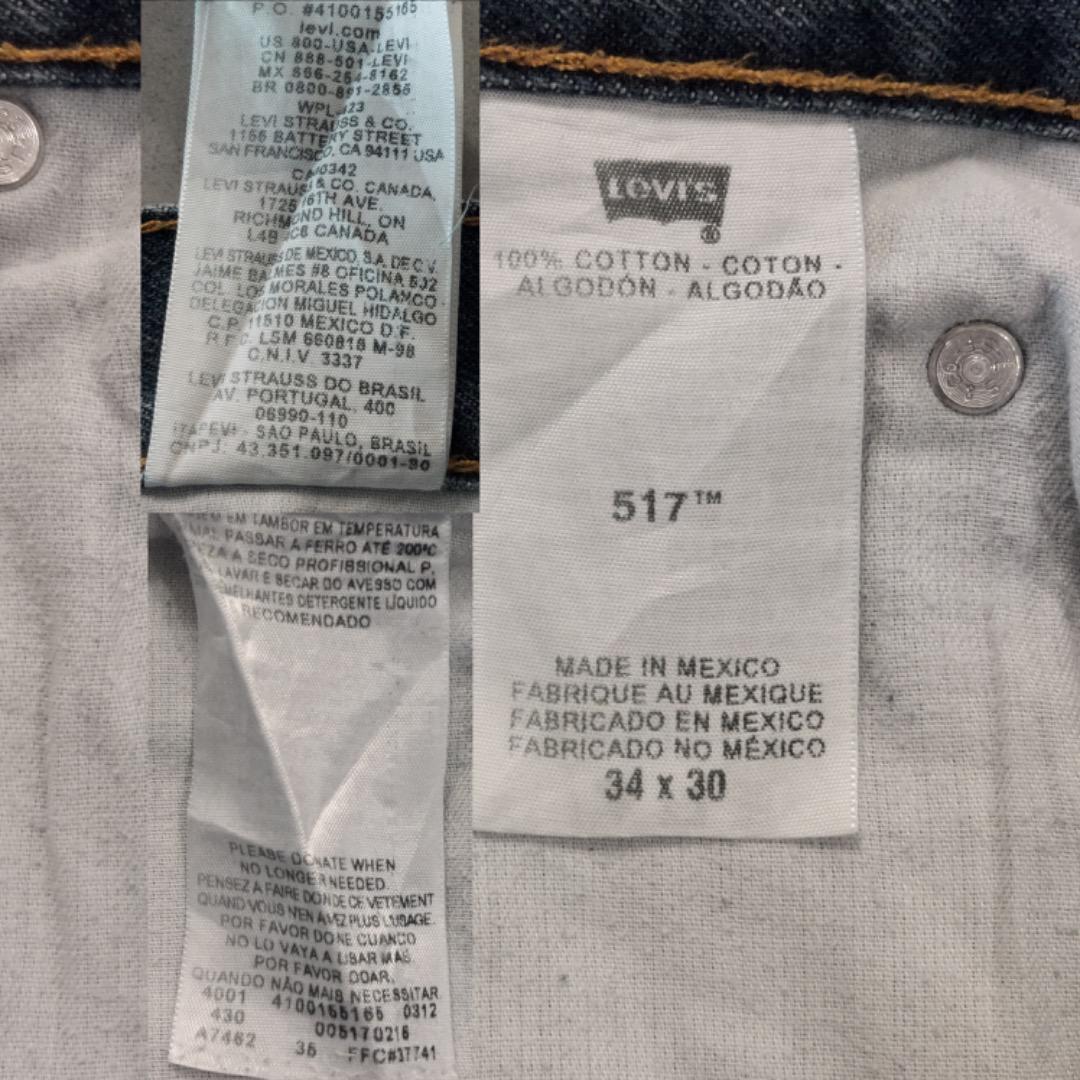 P.O. #4100155165
levi.com
US 800-USA-LEVI
CN 888-501-LEVI
MX 866-254-8162
BR 0800-891-2855
WPL 423
LEVI STRAUSS & CO.
1155 BATTERY STREET
SAN FRANCISCO, CA 94111 USA
CA 40342
LEVI STRAUSS & CO. CANADA,
1725 16TH AVE.
RICHMOND HILL, ON
L4B C6 CANADA
LEVI STRAUSS DE MEXICO, S.A. DE C.V.
JAIME BALMES #8 OFICINA 602
COL. LOS MORALES POLANCO -
DELEGACION MIGUEL HIDALGO
C.P. 11510 MEXICO D.F.
R.F.C. LSM 660818 M-98
C.N.I.V. 3337
LEVI STRAUSS DO BRASIL
AV. PORTUGAL, 400
06690-110
ITAPEVI - SAO PAULO, BRASIL
CNPJ. 43.351.097/0001-80
EM TAMBOR EM TEMPERATURA
PASSAR A FERRO ATÉ 200°C
A SECO PROFISSIONAL P.
LAVAR E SECAR DO AVESSO COM
DETERGENTE LÍQUIDO
RECOMENDADO
PLEASE DONATE WHEN
NO LONGER NEEDED.
PENSEZ A FAIRE DON DE CE VETEMENT
QUAND VOUS N'EN AVEZ PLUS L'USAGE.
POR FAVOR DONE CUANCO
NO LO VAYA A USAR MAS.
POR FAVOR DOAR,
QUANDO NÃO MAIS NECESSITAR
4001 4100155165 0312
430 005170216
A7462 36 FFC#17741
LEVI'S ®
100% COTTON - COTON -
ALGODÓN - ALGODÃO
517™
MADE IN MEXICO
FABRIQUE AU MEXIQUE
FABRICADO EN MEXICO
FABRICADO NO MÉXICO
34 x 30